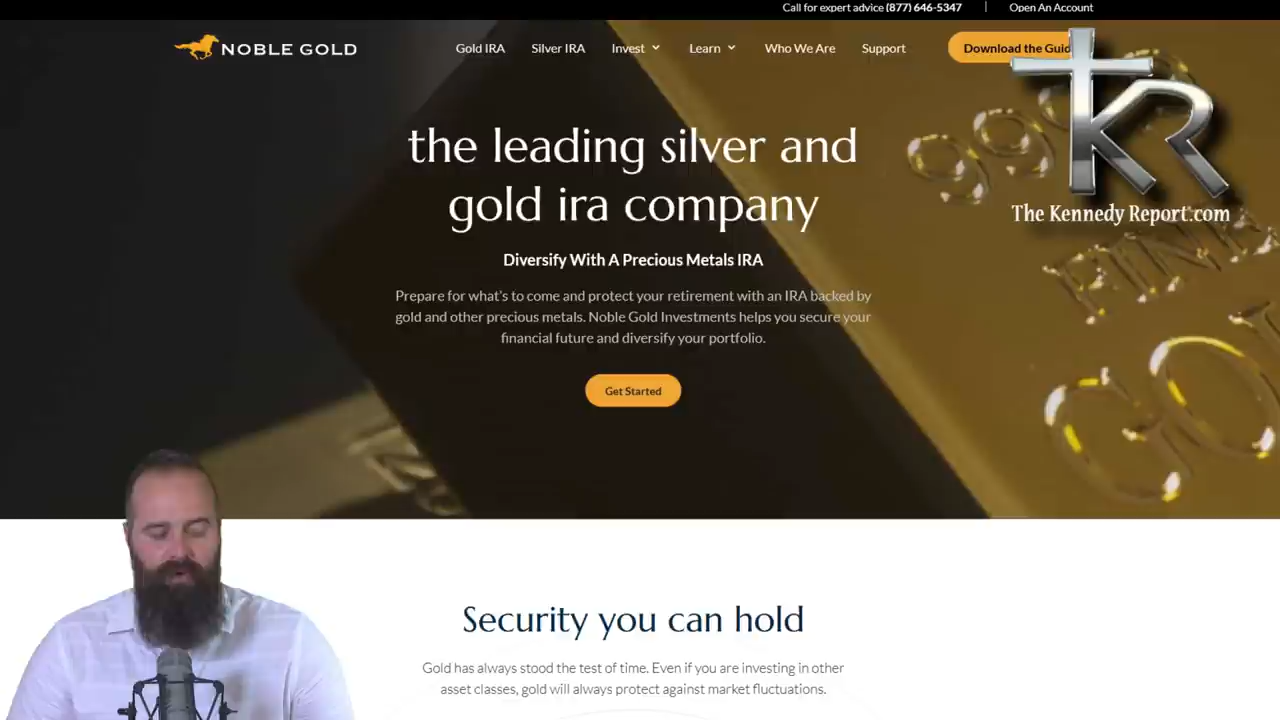 Call for expert advice (877) 646-5347 | Open An Account
NOBLE GOLD Gold IRA Silver IRA Invest Learn Who We Are Support Download the Guid
the leading silver and
gold ira company
Diversify With A Precious Metals IRA
Prepare for what's to come and protect your retirement with an IRA backed by
gold and other precious metals. Noble Gold Investments helps you secure your
financial future and diversify your portfolio.
Get Started
KR
The Kennedy Report.com
999
FINE
GOL
Security you can hold
Gold has always stood the test of time. Even if you are investing in other
asset classes, gold will always protect against market fluctuations.